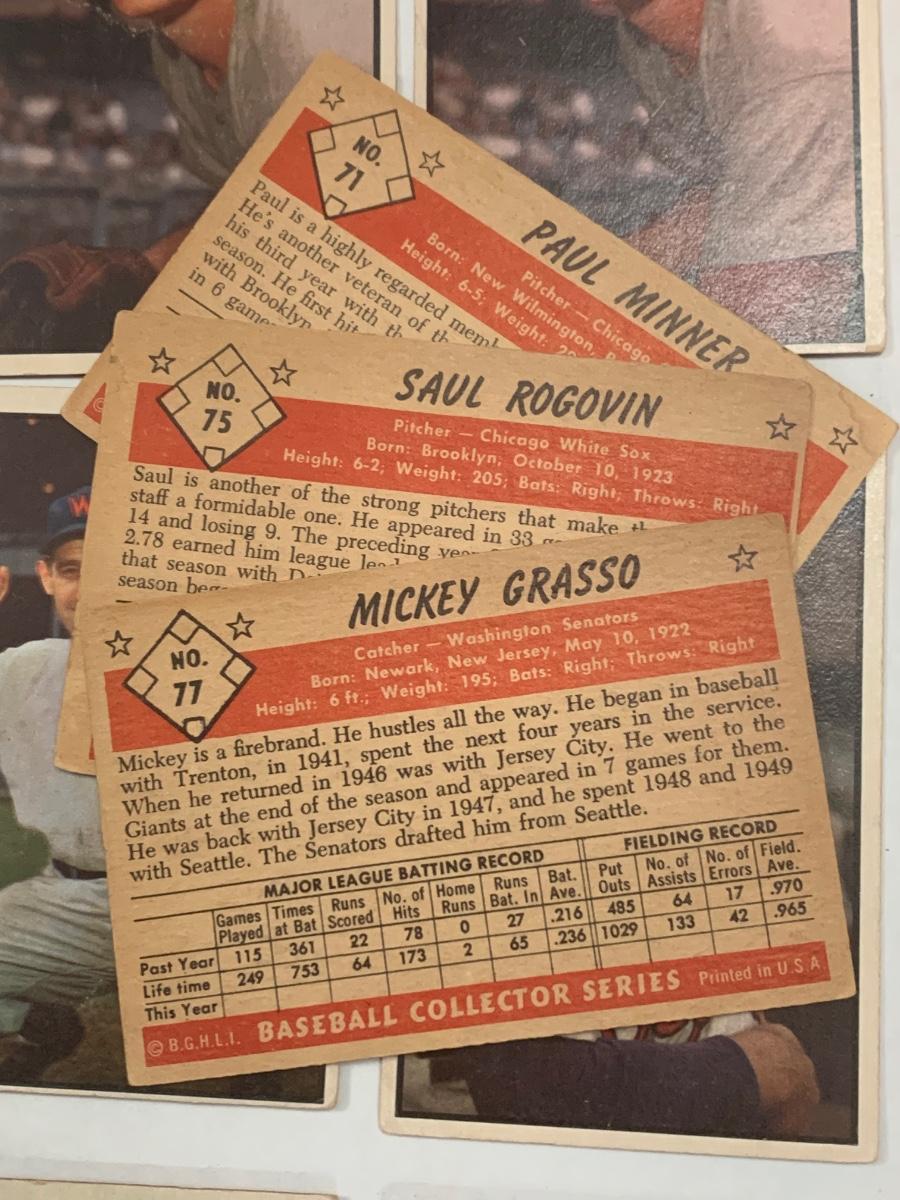 NO.
71
PAUL MINNER
Pitcher — Chicago
Born: New Wilmington,
Height: 6-5; Weight:
Paul is a highly regarded
He's another veteran of
his third year with
season. He first hit
with Brooklyn
in 6
NO.
75
SAUL ROGOVIN
Pitcher — Chicago White Sox
Born: Brooklyn, October 10, 1923
Height: 6-2; Weight: 205; Bats: Right; Throws: Right
Saul is another of the strong pitchers that make
staff a formidable one. He appeared in 33
14 and losing 9. The preceding
2.78 earned him league
that season with
season
NO.
77
MICKEY GRASSO
Catcher — Washington Senators
Born: Newark, New Jersey, May 10, 1922
Height: 6 ft.; Weight: 195; Bats: Right; Throws: Right
Mickey is a firebrand. He hustles all the way. He began in baseball
with Trenton, in 1941, spent the next four years in the service.
When he returned in 1946 was with Jersey City. He went to the
Giants at the end of the season and appeared in 7 games for them.
He was back with Jersey City in 1947, and he spent 1948 and 1949
with Seattle. The Senators drafted him from Seattle.
MAJOR LEAGUE BATTING RECORD FIELDING RECORD
Games Played Times at Bat Runs Scored No. of Hits Home Runs Runs Bat. In Bat. Ave. Put Outs No. of Assists No. of Errors Field. Ave.
Past Year 115 361 22 78 0 27 .216 485 64 17 .970
Life time 249 753 64 173 2 65 .236 1029 133 42 .965
This Year
© B.G.H.L.I. BASEBALL COLLECTOR SERIES Printed in U.S.A
W